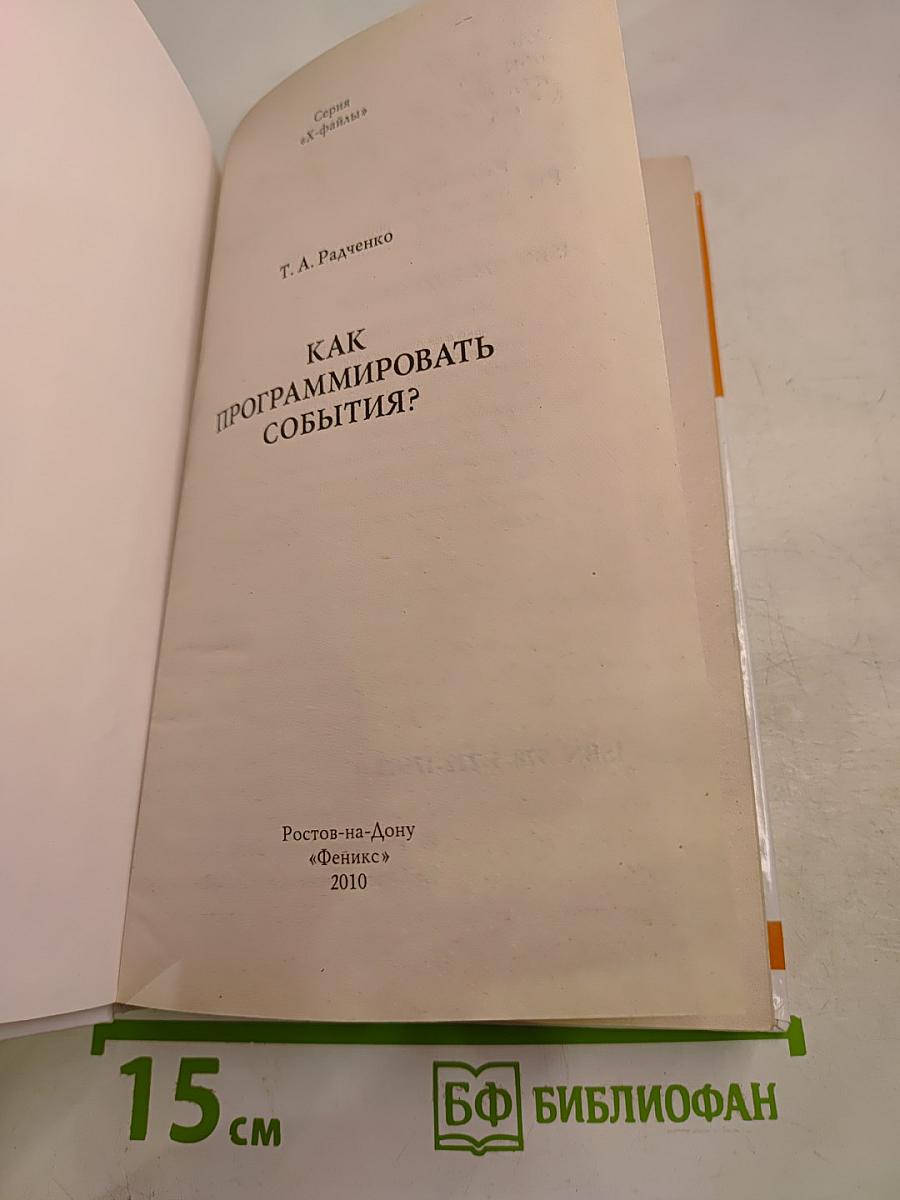 Серия
«Х-файлы»
Т. А. Радченко
КАК
ПРОГРАММИРОВАТЬ
СОБЫТИЯ?
Ростов-на-Дону
«Феникс»
2010
15 см
БФ БИБЛИОФАН